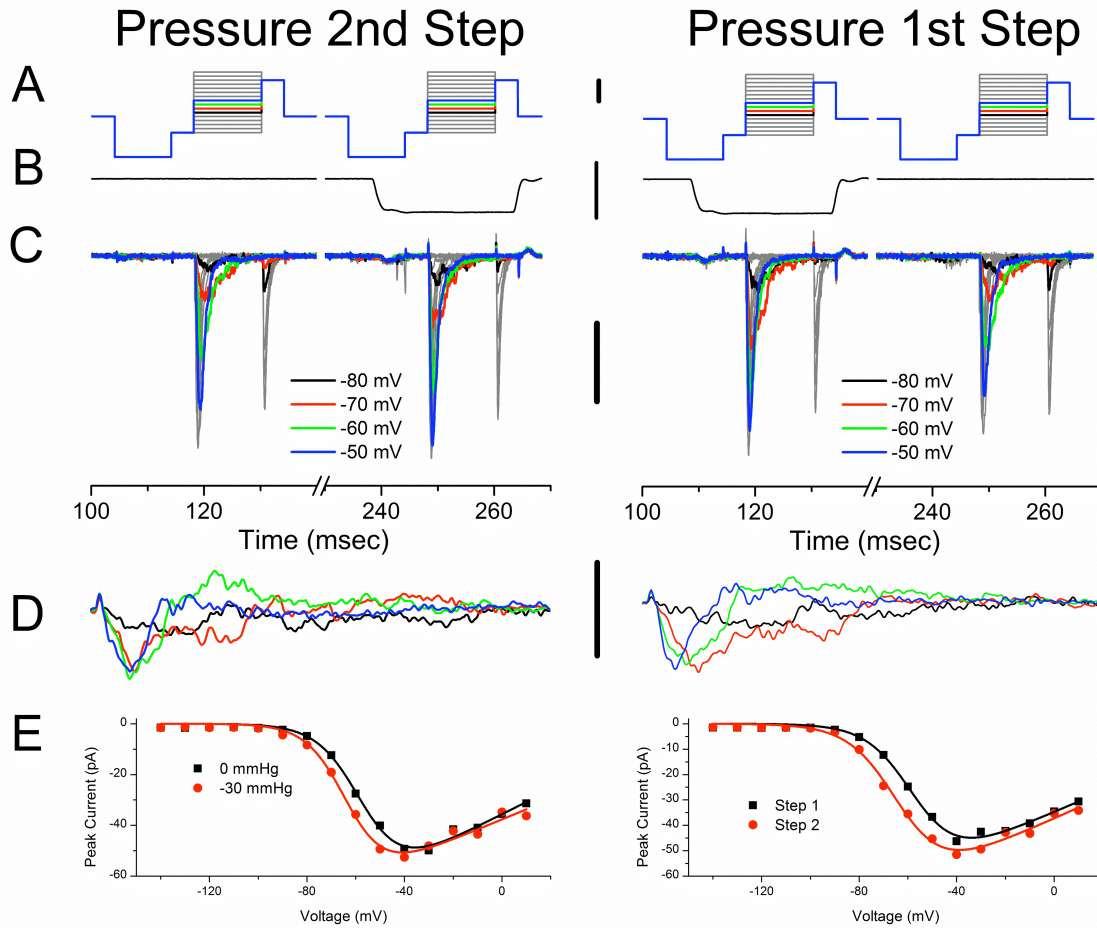 Pressure 2nd Step
Pressure 1st Step
A
B
C
-80 mV
-70 mV
-60 mV
-50 mV
-80 mV
-70 mV
-60 mV
-50 mV
100 120 240 260
Time (msec)
100 120 240 260
Time (msec)
D
E
0
-20
-40
-60
Peak Current (pA)
0 mmHg
-30 mmHg
-120 -80 -40 0
Voltage (mV)
0
-10
-20
-30
-40
-50
-60
Peak Current (pA)
Step 1
Step 2
-120 -80 -40 0
Voltage (mV)